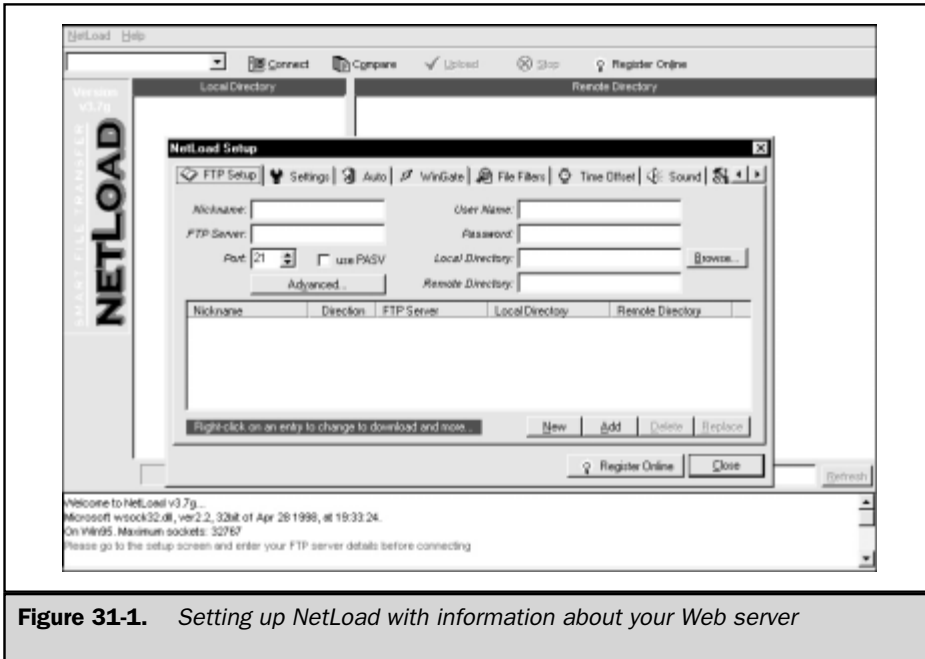 NetLoad Help
Connect Compare Upload Stop Register Online
Local Directory Remote Directory
Version
v3.7g
SMART FILE TRANSFER
NETLOAD
NetLoad Setup
FTP Setup Settings Auto WinGate File Filters Time Offset Sound
Nickname: User Name:
FTP Server: Password:
Port: 21 use PASV Local Directory: Browse...
Advanced... Remote Directory:
Nickname Direction FTP Server Local Directory Remote Directory
Right-click on an entry to change to download and more...
New Add Delete Replace
Register Online Close
Refresh
Welcome to NetLoad v3.7g...
Microsoft wsock32.dll, ver2.2, 32bit of Apr 28 1998, at 19:33:24.
On Win95. Maximum sockets: 32767
Please go to the setup screen and enter your FTP server details before connecting
Figure 31-1. Setting up NetLoad with information about your Web server